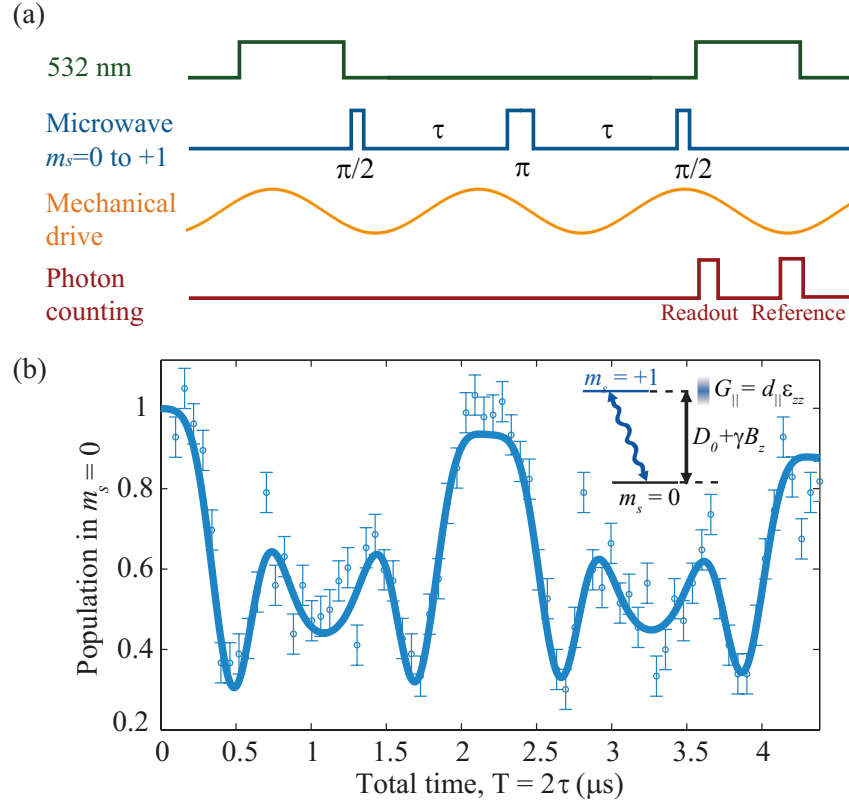 (a)
532 nm
Microwave
mₛ=0 to +1
τ
τ
π/2
π
π/2
Mechanical
drive
Photon
counting
Readout
Reference
(b)
mₛ = +1
G|| = d||ε_zz
D₀+γB_z
mₛ = 0
Population in mₛ = 0
1
0.8
0.6
0.4
0.2
0
0.5
1
1.5
2
2.5
3
3.5
4
Total time, T = 2τ (μs)